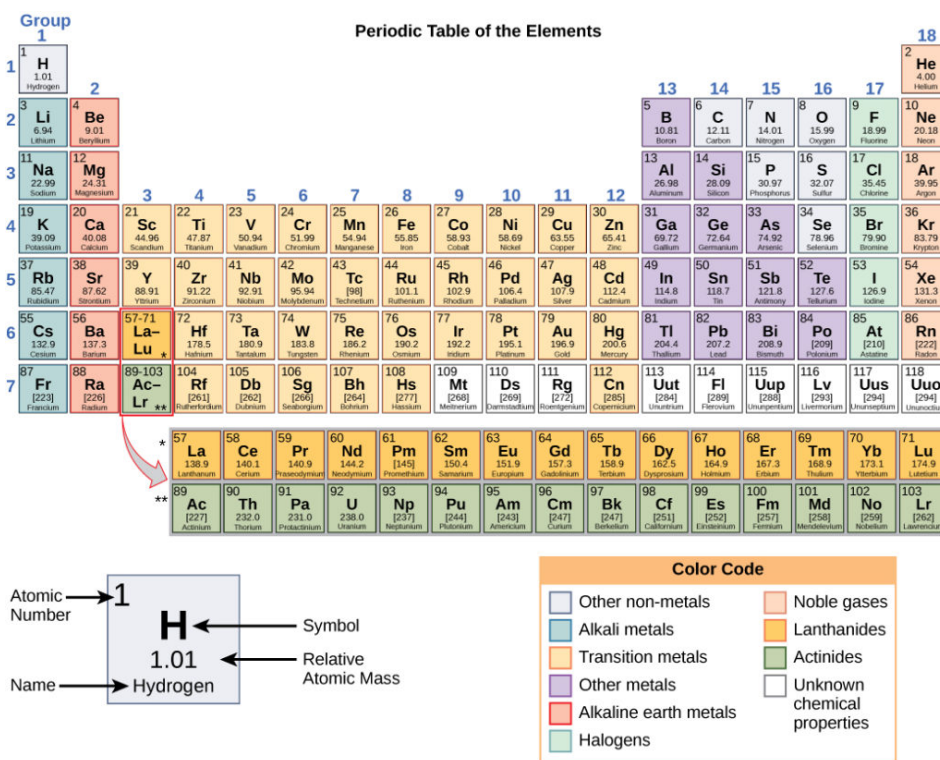 Group
Periodic Table of the Elements
1 18
1 1 H 1.01 Hydrogen 2 13 14 15 16 17 2 He 4.00 Helium
2 3 Li 6.94 Lithium 4 Be 9.01 Beryllium 5 B 10.81 Boron 6 C 12.11 Carbon 7 N 14.01 Nitrogen 8 O 15.99 Oxygen 9 F 18.99 Fluorine 10 Ne 20.18 Neon
3 11 Na 22.99 Sodium 12 Mg 24.31 Magnesium 3 4 5 6 7 8 9 10 11 12 13 Al 26.98 Aluminum 14 Si 28.09 Silicon 15 P 30.97 Phosphorus 16 S 32.07 Sulfur 17 Cl 35.45 Chlorine 18 Ar 39.95 Argon
4 19 K 39.09 Potassium 20 Ca 40.08 Calcium 21 Sc 44.96 Scandium 22 Ti 47.87 Titanium 23 V 50.94 Vanadium 24 Cr 51.99 Chromium 25 Mn 54.94 Manganese 26 Fe 55.85 Iron 27 Co 58.93 Cobalt 28 Ni 58.69 Nickel 29 Cu 63.55 Copper 30 Zn 65.41 Zinc 31 Ga 69.72 Gallium 32 Ge 72.64 Germanium 33 As 74.92 Arsenic 34 Se 78.96 Selenium 35 Br 79.90 Bromine 36 Kr 83.79 Krypton
5 37 Rb 85.47 Rubidium 38 Sr 87.62 Strontium 39 Y 88.91 Yttrium 40 Zr 91.22 Zirconium 41 Nb 92.91 Niobium 42 Mo 95.94 Molybdenum 43 Tc [98] Technetium 44 Ru 101.1 Ruthenium 45 Rh 102.9 Rhodium 46 Pd 106.4 Palladium 47 Ag 107.9 Silver 48 Cd 112.4 Cadmium 49 In 114.8 Indium 50 Sn 118.7 Tin 51 Sb 121.8 Antimony 52 Te 127.6 Tellurium 53 I 126.9 Iodine 54 Xe 131.3 Xenon
6 55 Cs 132.9 Cesium 56 Ba 137.3 Barium 57-71 La– Lu * 72 Hf 178.5 Hafnium 73 Ta 180.9 Tantalum 74 W 183.8 Tungsten 75 Re 186.2 Rhenium 76 Os 190.2 Osmium 77 Ir 192.2 Iridium 78 Pt 195.1 Platinum 79 Au 196.9 Gold 80 Hg 200.6 Mercury 81 Tl 204.4 Thallium 82 Pb 207.2 Lead 83 Bi 208.9 Bismuth 84 Po [209] Polonium 85 At [210] Astatine 86 Rn [222] Radon
7 87 Fr [223] Francium 88 Ra [226] Radium 89-103 Ac– Lr ** 104 Rf [261] Rutherfordium 105 Db [262] Dubnium 106 Sg [266] Seaborgium 107 Bh [264] Bohrium 108 Hs [277] Hassium 109 Mt [268] Meitnerium 110 Ds [269] Darmstadtium 111 Rg [272] Roentgenium 112 Cn [285] Copernicium 113 Uut [284] Ununtrium 114 Fl [289] Flerovium 115 Uup [288] Ununpentium 116 Lv [293] Livermorium 117 Uus [294] Ununseptium 118 Uuo [294] Ununoctium
* 57 La 138.9 Lanthanum 58 Ce 140.1 Cerium 59 Pr 140.9 Praseodymium 60 Nd 144.2 Neodymium 61 Pm [145] Promethium 62 Sm 150.4 Samarium 63 Eu 151.9 Europium 64 Gd 157.3 Gadolinium 65 Tb 158.9 Terbium 66 Dy 162.5 Dysprosium 67 Ho 164.9 Holmium 68 Er 167.3 Erbium 69 Tm 168.9 Thulium 70 Yb 173.1 Ytterbium 71 Lu 174.9 Lutetium
** 89 Ac [227] Actinium 90 Th 232.0 Thorium 91 Pa 231.0 Protactinium 92 U 238.0 Uranium 93 Np [237] Neptunium 94 Pu [244] Plutonium 95 Am [243] Americium 96 Cm [247] Curium 97 Bk [247] Berkelium 98 Cf [251] Californium 99 Es [252] Einsteinium 100 Fm [257] Fermium 101 Md [258] Mendelevium 102 No [259] Nobelium 103 Lr [262] Lawrencium
Atomic
Number
1
H
Symbol
1.01
Relative
Atomic Mass
Name
Hydrogen
Color Code
Other non-metals
Alkali metals
Transition metals
Other metals
Alkaline earth metals
Halogens
Noble gases
Lanthanides
Actinides
Unknown
chemical
properties